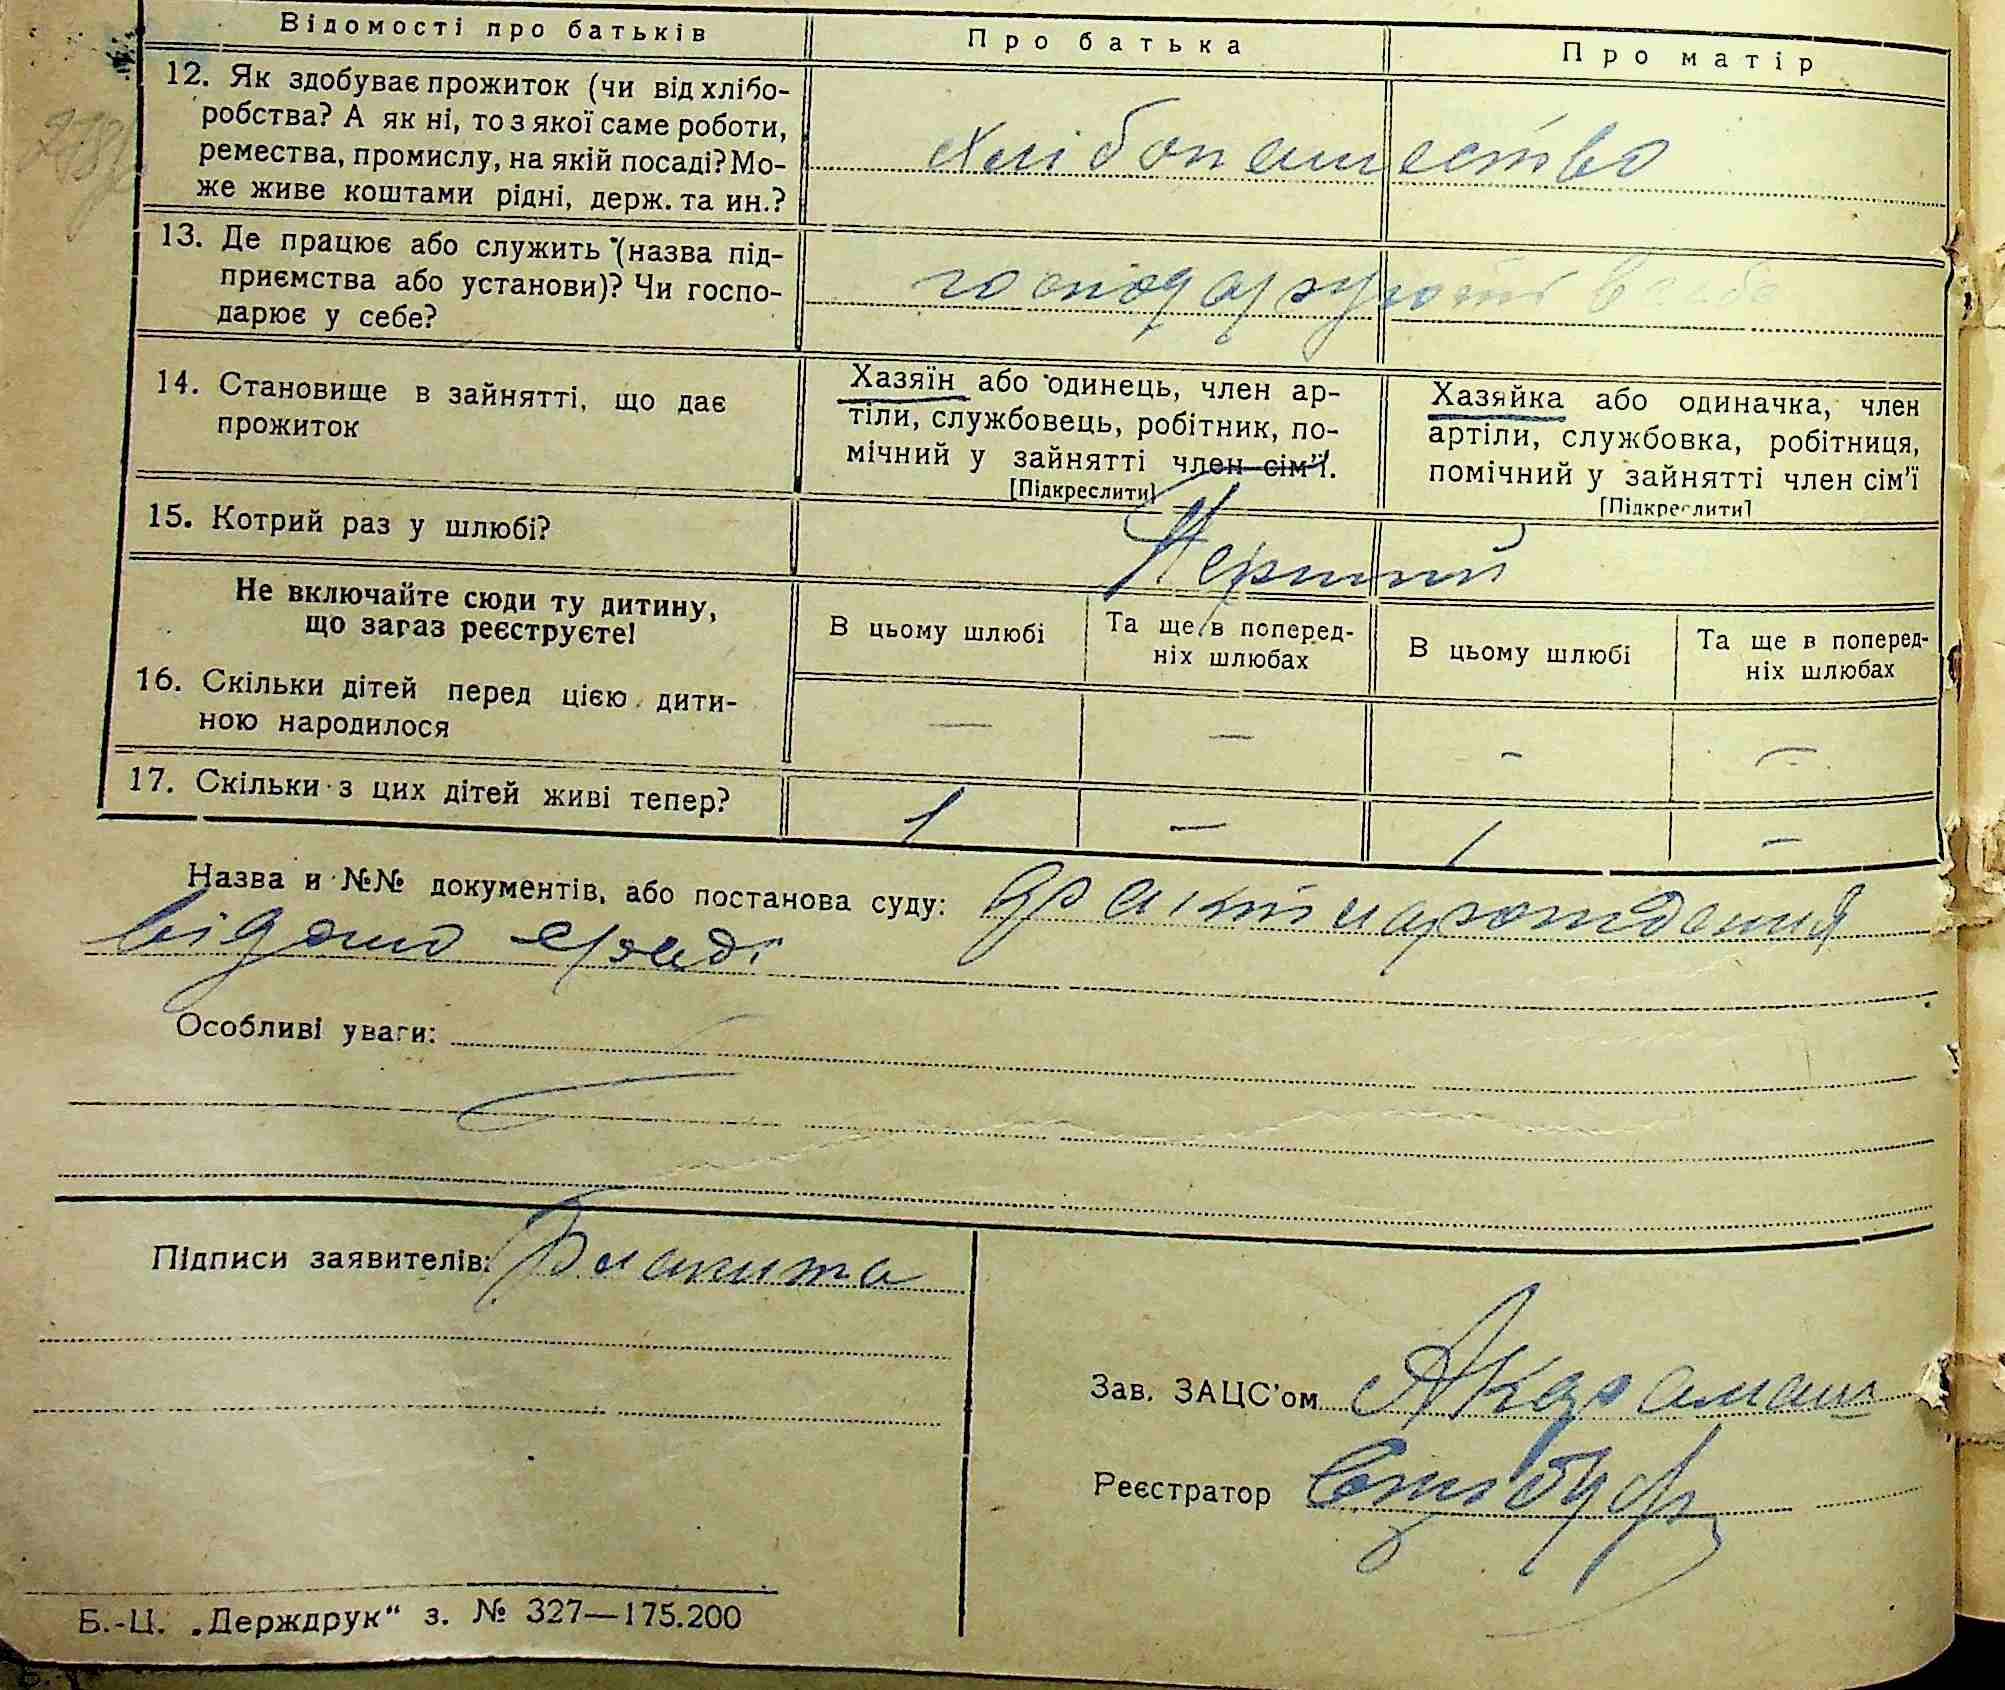 Відомості про батьків Про батька Про матір
12. Як здобуває прожиток (чи від хлібо-
робства? А як ні, то з якої саме роботи,
ремества, промислу, на якій посаді? Мо-
же живе коштами рідні, держ. та ин.?
хлібопашество
13. Де працює або служить (назва під-
приємства або установи)? Чи госпо-
дарює у себе?
господарують в себе
14. Становище в зайнятті, що дає
прожиток
Хазяїн або одинець, член ар-
тіли, службовець, робітник, по-
мічний у зайнятті член сім'ї.
[Підкреслити]
Хазяйка або одиначка, член
артіли, службовка, робітниця,
помічний у зайнятті член сім'ї
[Підкреслити]
15. Котрий раз у шлюбі?
Перший
Не включайте сюди ту дитину,
що зараз реєструєте!
В цьому шлюбі
Та ще в поперед-
ніх шлюбах
В цьому шлюбі
Та ще в поперед-
ніх шлюбах
16. Скільки дітей перед цією дити-
ною народилося
— — - —
17. Скільки з цих дітей живі тепер?
1 — 1 —
Назва и №№ документів, або постанова суду:
відано
Особливі уваги:
Підписи заявителів:
Зав. ЗАЦС'ом
Реєстратор
Б.-Ц. „Держдрук“ з. № 327—175.200